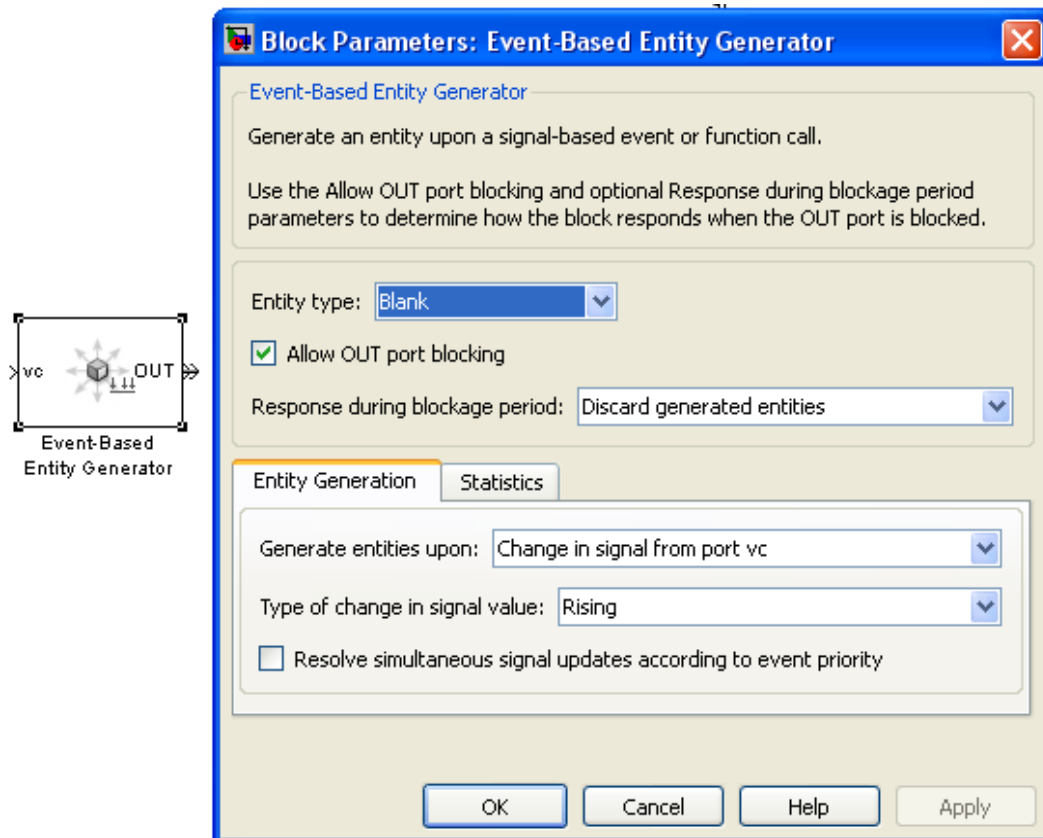 Block Parameters: Event-Based Entity Generator
Event-Based Entity Generator
Generate an entity upon a signal-based event or function call.
Use the Allow OUT port blocking and optional Response during blockage period
parameters to determine how the block responds when the OUT port is blocked.
Entity type: Blank
Allow OUT port blocking
Response during blockage period: Discard generated entities
vc OUT
Event-Based
Entity Generator
Entity Generation Statistics
Generate entities upon: Change in signal from port vc
Type of change in signal value: Rising
Resolve simultaneous signal updates according to event priority
OK Cancel Help Apply